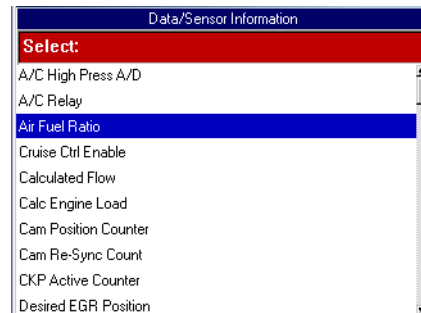 Data/Sensor Information
Select:
A/C High Press A/D
A/C Relay
Air Fuel Ratio
Cruise Ctrl Enable
Calculated Flow
Calc Engine Load
Cam Position Counter
Cam Re-Sync Count
CKP Active Counter
Desired EGR Position